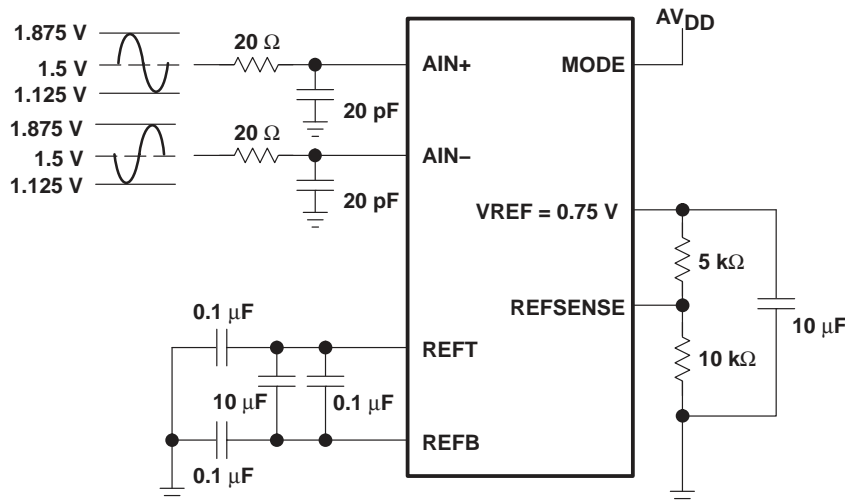 1.875 V
1.5 V
1.125 V
20 Ω
20 pF
AIN+
MODE
AVDD
1.875 V
1.5 V
1.125 V
20 Ω
20 pF
AIN–
VREF = 0.75 V
5 kΩ
REFSENSE
10 kΩ
10 μF
0.1 μF
REFT
10 μF
0.1 μF
REFB
0.1 μF